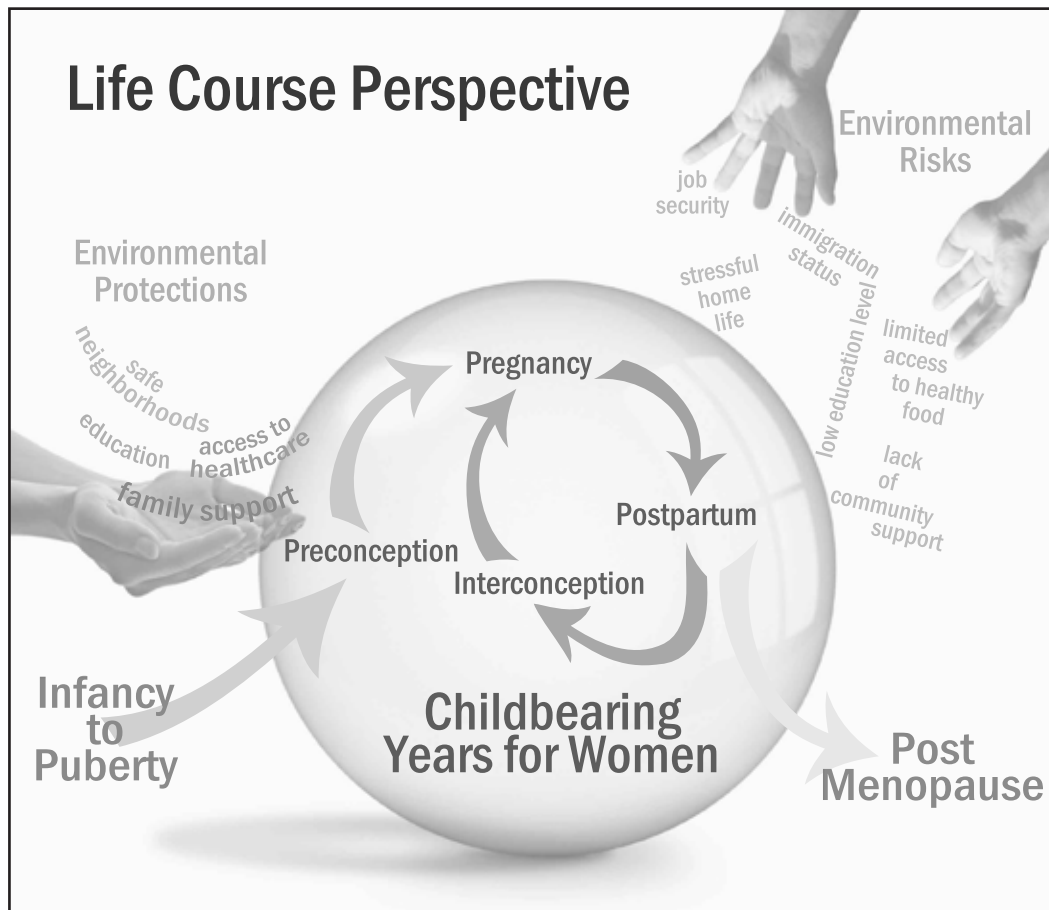 Life Course Perspective
Environmental
Risks
job
security
immigration
status
stressful
home
life
low education level
limited
access
to healthy
food
lack
of
community
support
Environmental
Protections
safe
neighborhoods
education
access to
healthcare
family support
Pregnancy
Postpartum
Preconception
Interconception
Childbearing
Years for Women
Infancy
to
Puberty
Post
Menopause